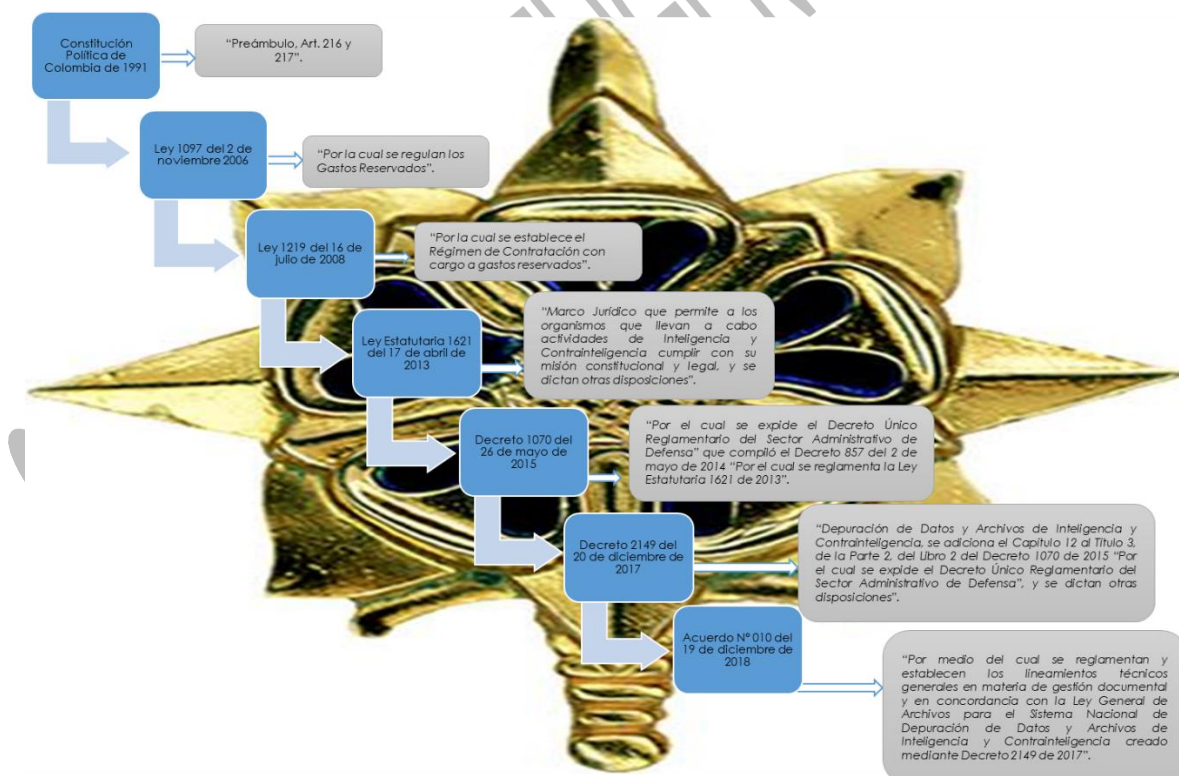 Constitución
Política de
Colombia de 1991
“Preámbulo, Art. 216 y
217”.
Ley 1097 del 2 de
noviembre 2006
“Por la cual se regulan los
Gastos Reservados”.
Ley 1219 del 16 de
julio de 2008
“Por la cual se establece el
Régimen de Contratación con
cargo a gastos reservados”.
Ley Estatutaria 1621
del 17 de abril de
2013
“Marco Jurídico que permite a los
organismos que llevan a cabo
actividades de Inteligencia y
Contrainteligencia cumplir con su
misión constitucional y legal, y se
dictan otras disposiciones”.
Decreto 1070 del
26 de mayo de
2015
“Por el cual se expide el Decreto Único
Reglamentario del Sector Administrativo de
Defensa” que compiló el Decreto 857 del 2 de
mayo de 2014 “Por el cual se reglamenta la Ley
Estatutaria 1621 de 2013”.
Decreto 2149 del
20 de diciembre de
2017
“Depuración de Datos y Archivos de Inteligencia y
Contrainteligencia, se adiciona el Capítulo 12 al Título 3,
de la Parte 2, del Libro 2 del Decreto 1070 de 2015 “Por
el cual se expide el Decreto Único Reglamentario del
Sector Administrativo de Defensa”, y se dictan otras
disposiciones”.
Acuerdo N° 010 del
19 de diciembre de
2018
“Por medio del cual se reglamentan y
establecen los lineamientos técnicos
generales en materia de gestión documental
y en concordancia con la Ley General de
Archivos para el Sistema Nacional de
Depuración de Datos y Archivos de
Inteligencia y Contrainteligencia creado
mediante Decreto 2149 de 2017”.